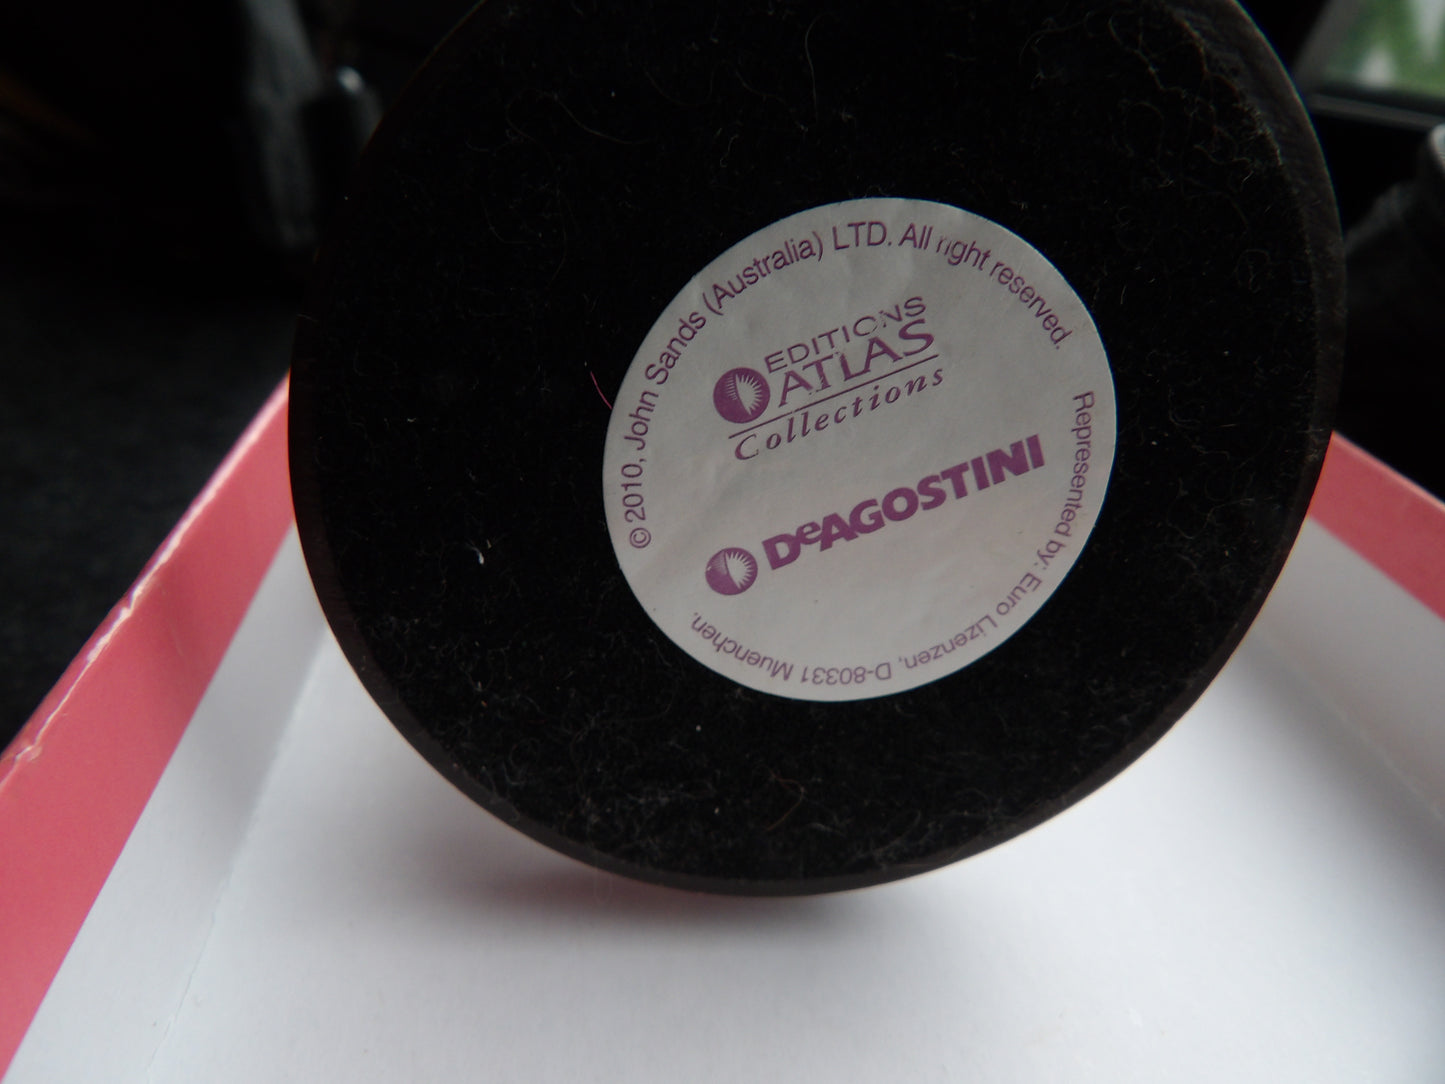 © 2010, John Sands (Australia) LTD. All right reserved.
EDITIONS
ATLAS
Collections
DeAGOSTINI
Represented by: Euro Lizenzen, D-80331 Muenchen.